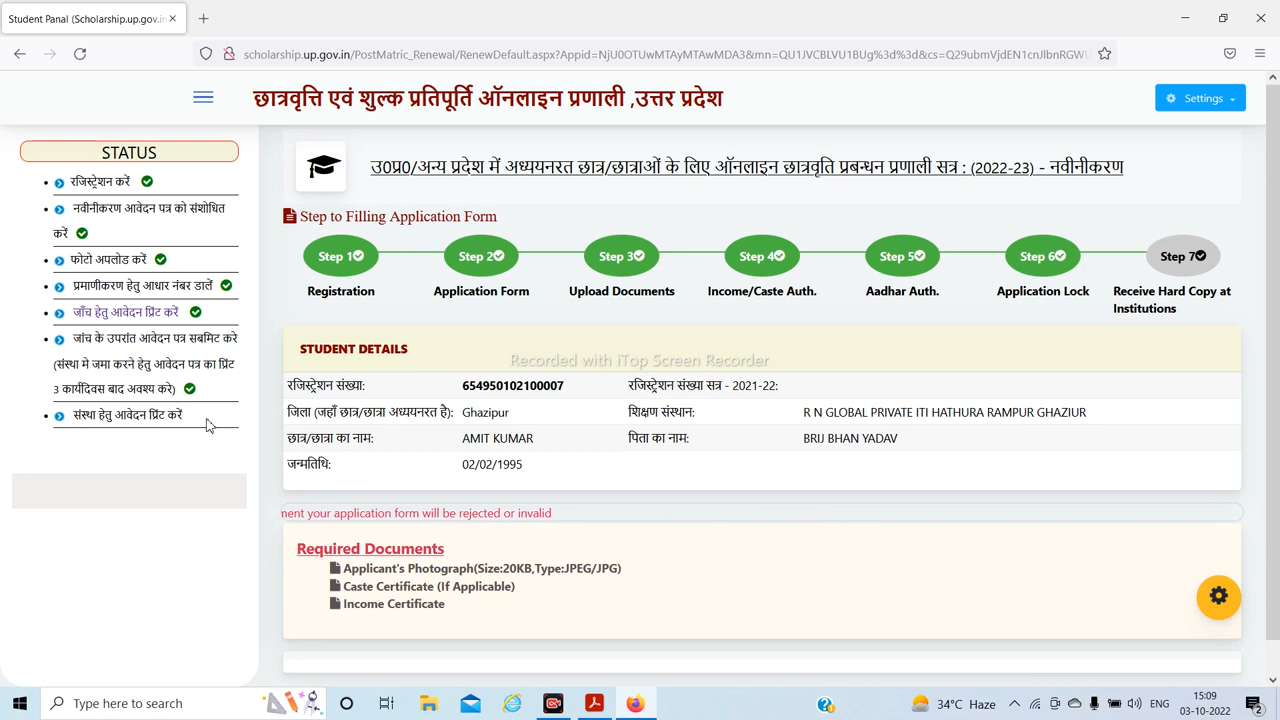 Student Panal (Scholarship.up.gov.in
scholarship.up.gov.in/PostMatric_Renewal/RenewDefault.aspx?Appid=NjU0OTUwMTAyMTAwMDA3&mn=QU1JVCBLVU1BUg%3d%3d&cs=Q29ubmVjdEN1cnJlbnRGWU
छात्रवृत्ति एवं शुल्क प्रतिपूर्ति ऑनलाइन प्रणाली ,उत्तर प्रदेश
Settings
STATUS
रजिस्ट्रेशन करें
नवीनीकरण आवेदन पत्र को संशोधित
करें
फोटो अपलोड करें
प्रमाणीकरण हेतु आधार नंबर डालें
जाँच हेतु आवेदन प्रिंट करें
जांच के उपरांत आवेदन पत्र सबमिट करे
(संस्था मे जमा करने हेतु आवेदन पत्र का प्रिंट
3 कार्यदिवस बाद अवश्य करे)
संस्था हेतु आवेदन प्रिंट करें
उ0प्र0/अन्य प्रदेश में अध्ययनरत छात्र/छात्राओं के लिए ऑनलाइन छात्रवृति प्रबन्धन प्रणाली सत्र : (2022-23) - नवीनीकरण
Step to Filling Application Form
Step 1 Step 2 Step 3 Step 4 Step 5 Step 6 Step 7
Registration Application Form Upload Documents Income/Caste Auth. Aadhar Auth. Application Lock Receive Hard Copy at
Institutions
STUDENT DETAILS
Recorded with iTop Screen Recorder
रजिस्ट्रेशन संख्या: 654950102100007 रजिस्ट्रेशन संख्या सत्र - 2021-22:
जिला (जहाँ छात्र/छात्रा अध्ययनरत है): Ghazipur शिक्षण संस्थान: R N GLOBAL PRIVATE ITI HATHURA RAMPUR GHAZIUR
छात्र/छात्रा का नाम: AMIT KUMAR पिता का नाम: BRIJ BHAN YADAV
जन्मतिथि: 02/02/1995
nent your application form will be rejected or invalid
Required Documents
Applicant's Photograph(Size:20KB,Type:JPEG/JPG)
Caste Certificate (If Applicable)
Income Certificate
Type here to search
34°C Haze
ENG
15:09
03-10-2022
2